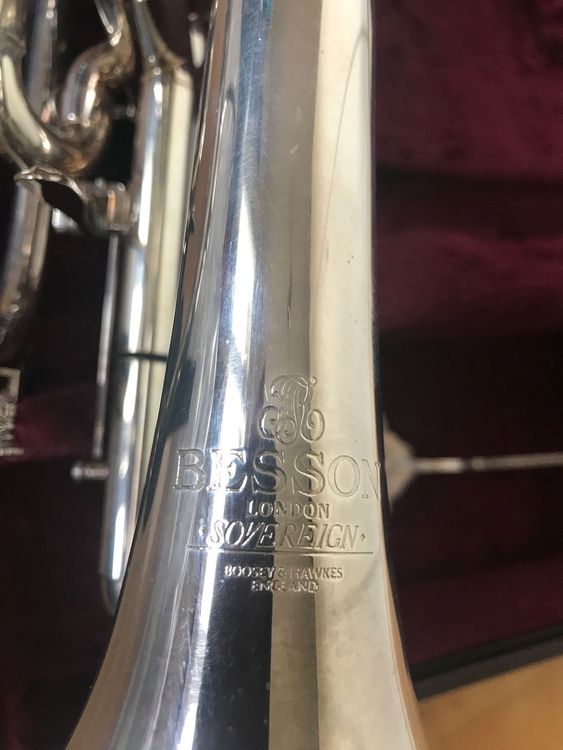 BESSON
LONDON
·SOVEREIGN·
BOOSEY & HAWKES
ENGLAND